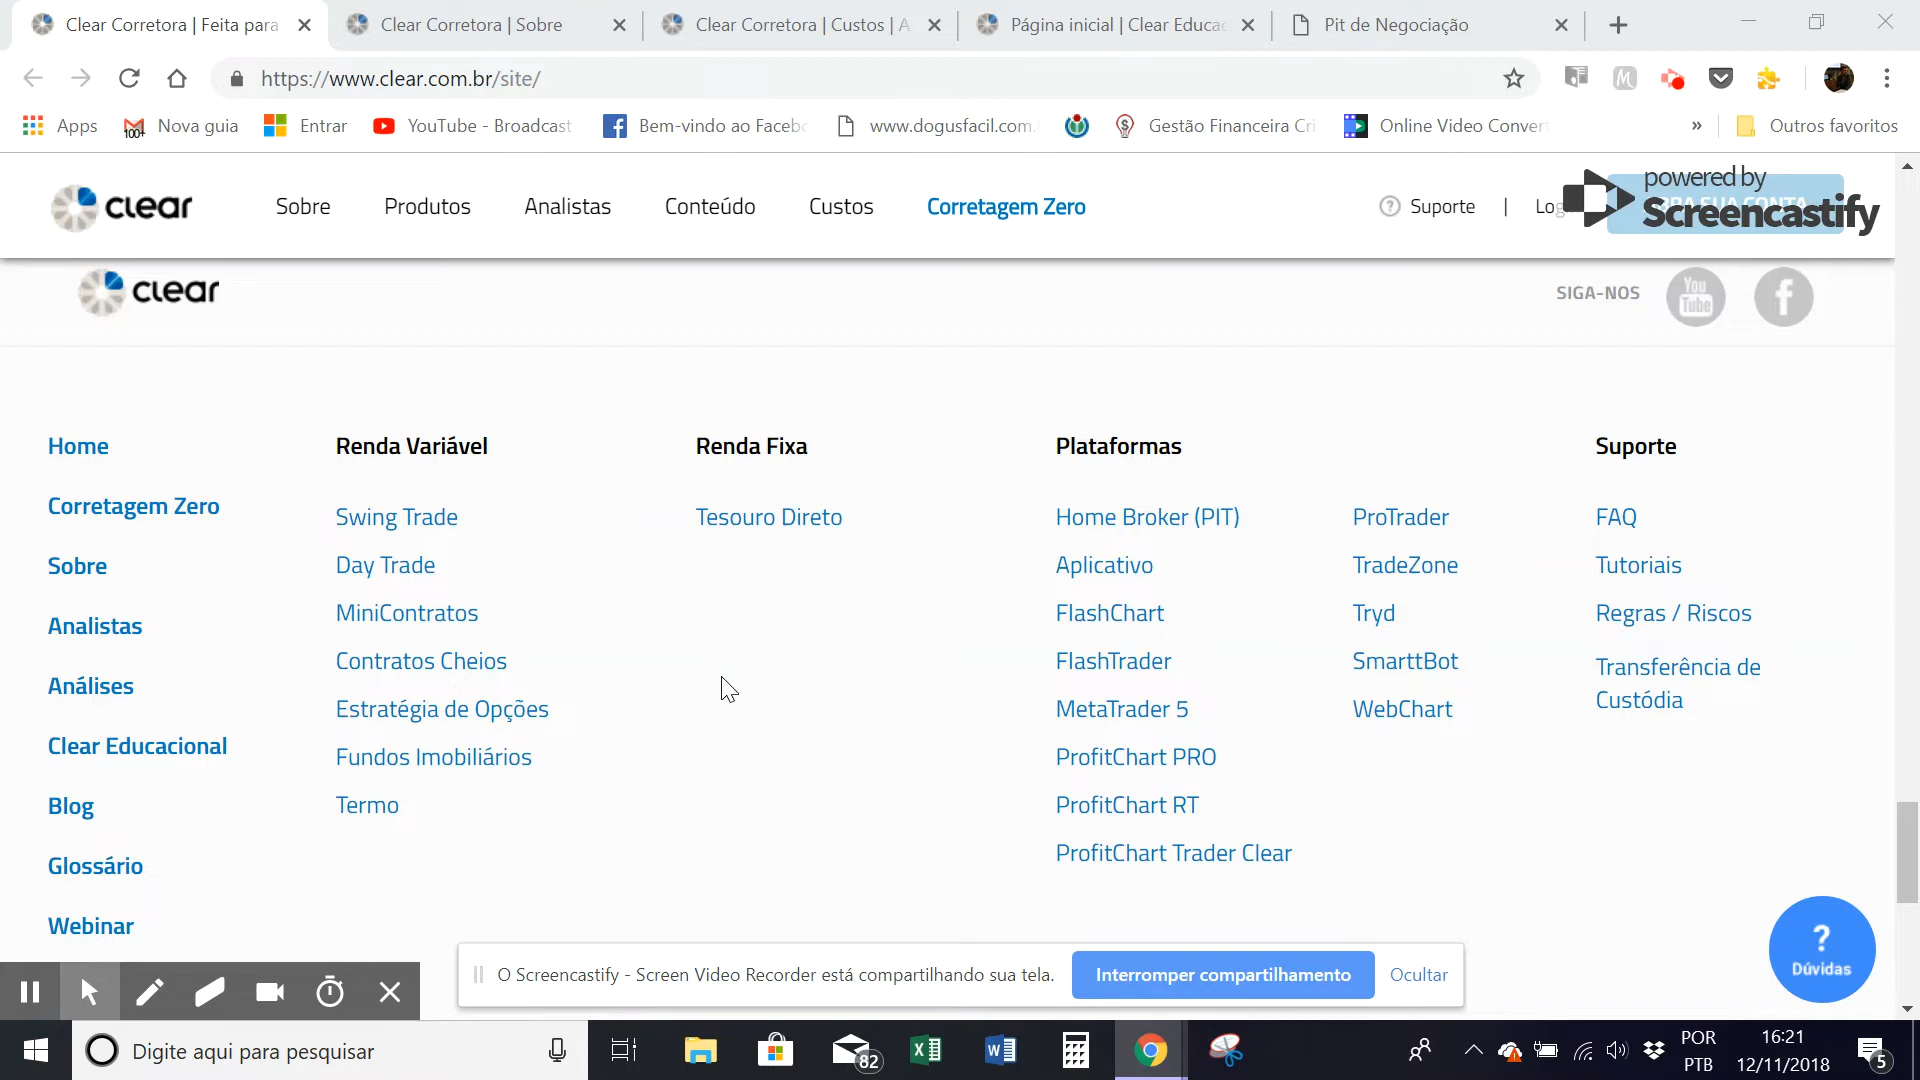 Clear Corretora | Feita para
Clear Corretora | Sobre
Clear Corretora | Custos | A
Página inicial | Clear Educac
Pit de Negociação
https://www.clear.com.br/site/
Apps
100+
Nova guia
Entrar
YouTube - Broadcast
Bem-vindo ao Faceb
www.dogusfacil.com.
Gestão Financeira Cri
Online Video Conver
»
Outros favoritos
clear
Sobre
Produtos
Analistas
Conteúdo
Custos
Corretagem Zero
Suporte
|
powered by
Screencastify
clear
SIGA-NOS
You Tube
Home
Corretagem Zero
Sobre
Analistas
Análises
Clear Educacional
Blog
Glossário
Webinar
Renda Variável
Swing Trade
Day Trade
MiniContratos
Contratos Cheios
Estratégia de Opções
Fundos Imobiliários
Termo
Renda Fixa
Tesouro Direto
Plataformas
Home Broker (PIT)
Aplicativo
FlashChart
FlashTrader
MetaTrader 5
ProfitChart PRO
ProfitChart RT
ProfitChart Trader Clear
ProTrader
TradeZone
Tryd
SmarttBot
WebChart
Suporte
FAQ
Tutoriais
Regras / Riscos
Transferência de
Custódia
?
Dúvidas
O Screencastify - Screen Video Recorder está compartilhando sua tela.
Interromper compartilhamento
Ocultar
Digite aqui para pesquisar
82
POR
PTB
16:21
12/11/2018
5